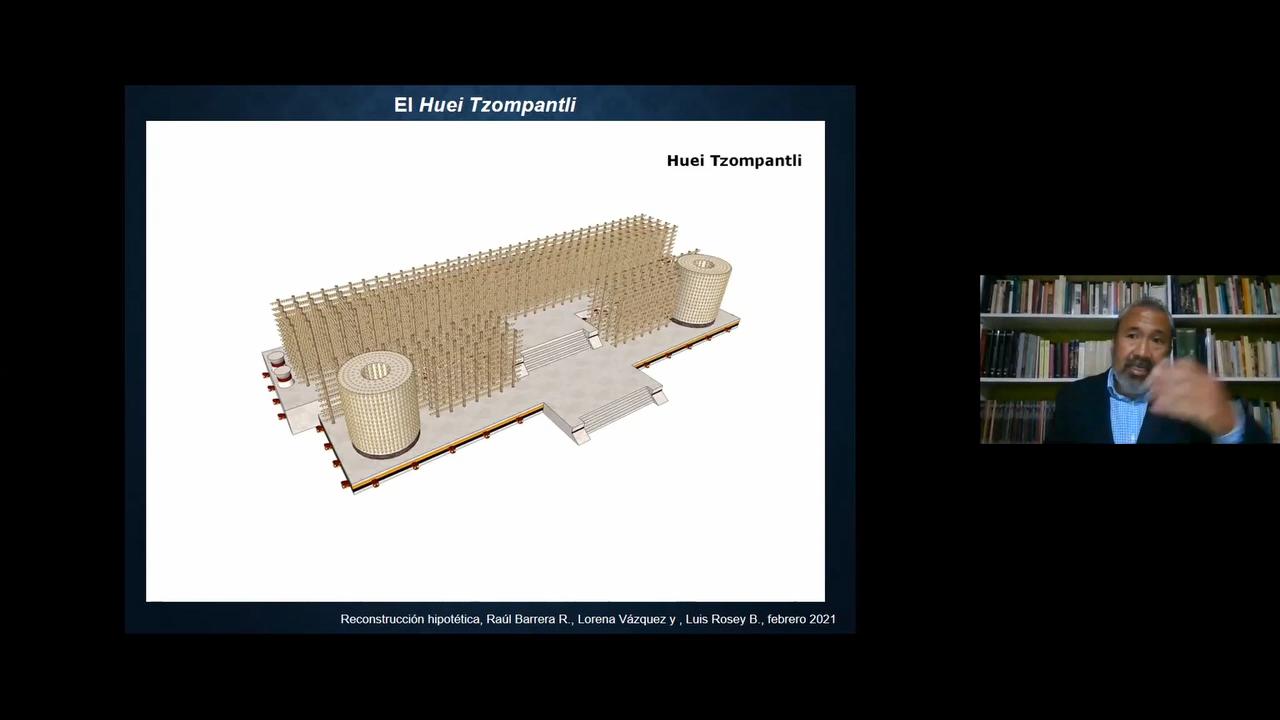 El Huei Tzompantli
Huei Tzompantli
Reconstrucción hipotética, Raúl Barrera R., Lorena Vázquez y , Luis Rosey B., febrero 2021